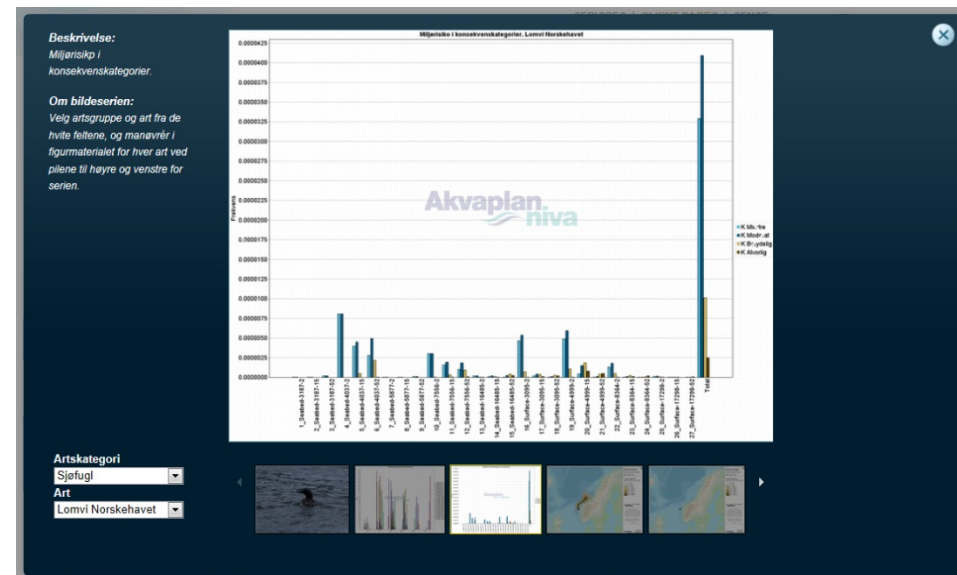 Beskrivelse:
Miljørisikp i
konsekvenskategorier.
Om bildeserien:
Velg artsgruppe og art fra de
hvite feltene, og manøvrér i
figurmaterialet for hver art ved
pilene til høyre og venstre for
serien.
Miljørisiko i konsekvenskategorier. Lomvi Norskehavet
0.0000425
0.0000400
0.0000375
0.0000350
0.0000325
0.0000300
0.0000275
0.0000250
0.0000225
0.0000200
0.0000175
0.0000150
0.0000125
0.0000100
0.0000075
0.0000050
0.0000025
0.0000000
Frekvens
Akvaplan
niva
K
K
K
K Alvorlig
1_Seabed-3187-2
2_Seabed-3187-15
3_Seabed-3187-52
4_Seabed-4037-2
5_Seabed-4037-15
6_Seabed-4037-52
7_Seabed-5877-2
8_Seabed-5877-15
9_Seabed-5877-52
10_Seabed-7556-2
11_Seabed-7556-15
12_Seabed-7556-52
13_Seabed-16485-2
14_Seabed-16485-15
15_Seabed-16485-52
16_Surface-3095-2
17_Surface-3095-15
18_Surface-3095-52
19_Surface-4999-2
20_Surface-4999-15
21_Surface-4999-52
22_Surface-8364-2
23_Surface-8364-15
24_Surface-8364-52
25_Surface-17298-2
26_Surface-17298-15
27_Surface-17298-52
Total
Artskategori
Sjøfugl
Art
Lomvi Norskehavet